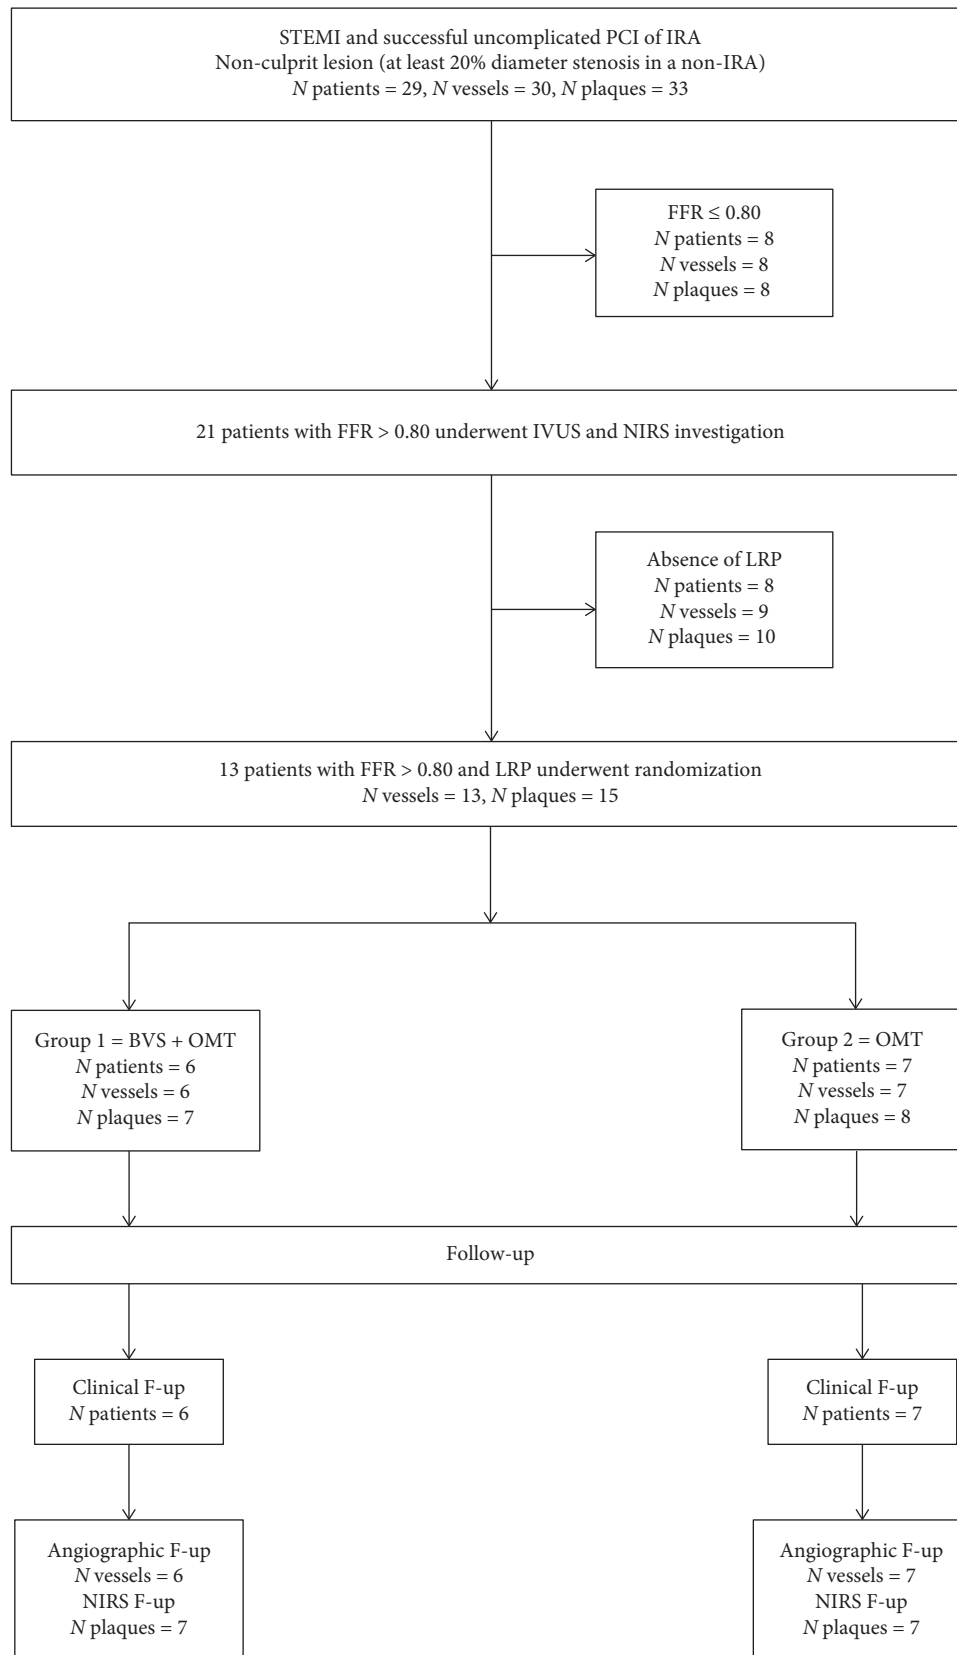 STEMI and successful uncomplicated PCI of IRA
Non-culprit lesion (at least 20% diameter stenosis in a non-IRA)
N patients = 29, N vessels = 30, N plaques = 33
FFR ≤ 0.80
N patients = 8
N vessels = 8
N plaques = 8
21 patients with FFR > 0.80 underwent IVUS and NIRS investigation
Absence of LRP
N patients = 8
N vessels = 9
N plaques = 10
13 patients with FFR > 0.80 and LRP underwent randomization
N vessels = 13, N plaques = 15
Group 1 = BVS + OMT
N patients = 6
N vessels = 6
N plaques = 7
Group 2 = OMT
N patients = 7
N vessels = 7
N plaques = 8
Follow-up
Clinical F-up
N patients = 6
Clinical F-up
N patients = 7
Angiographic F-up
N vessels = 6
NIRS F-up
N plaques = 7
Angiographic F-up
N vessels = 7
NIRS F-up
N plaques = 7